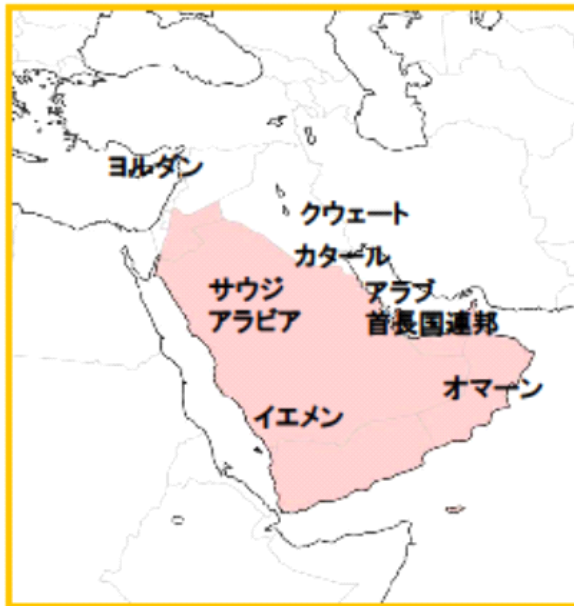 ヨルダン
クウェート
カタール
サウジ
アラビア
アラブ
首長国連邦
オマーン
イエメン